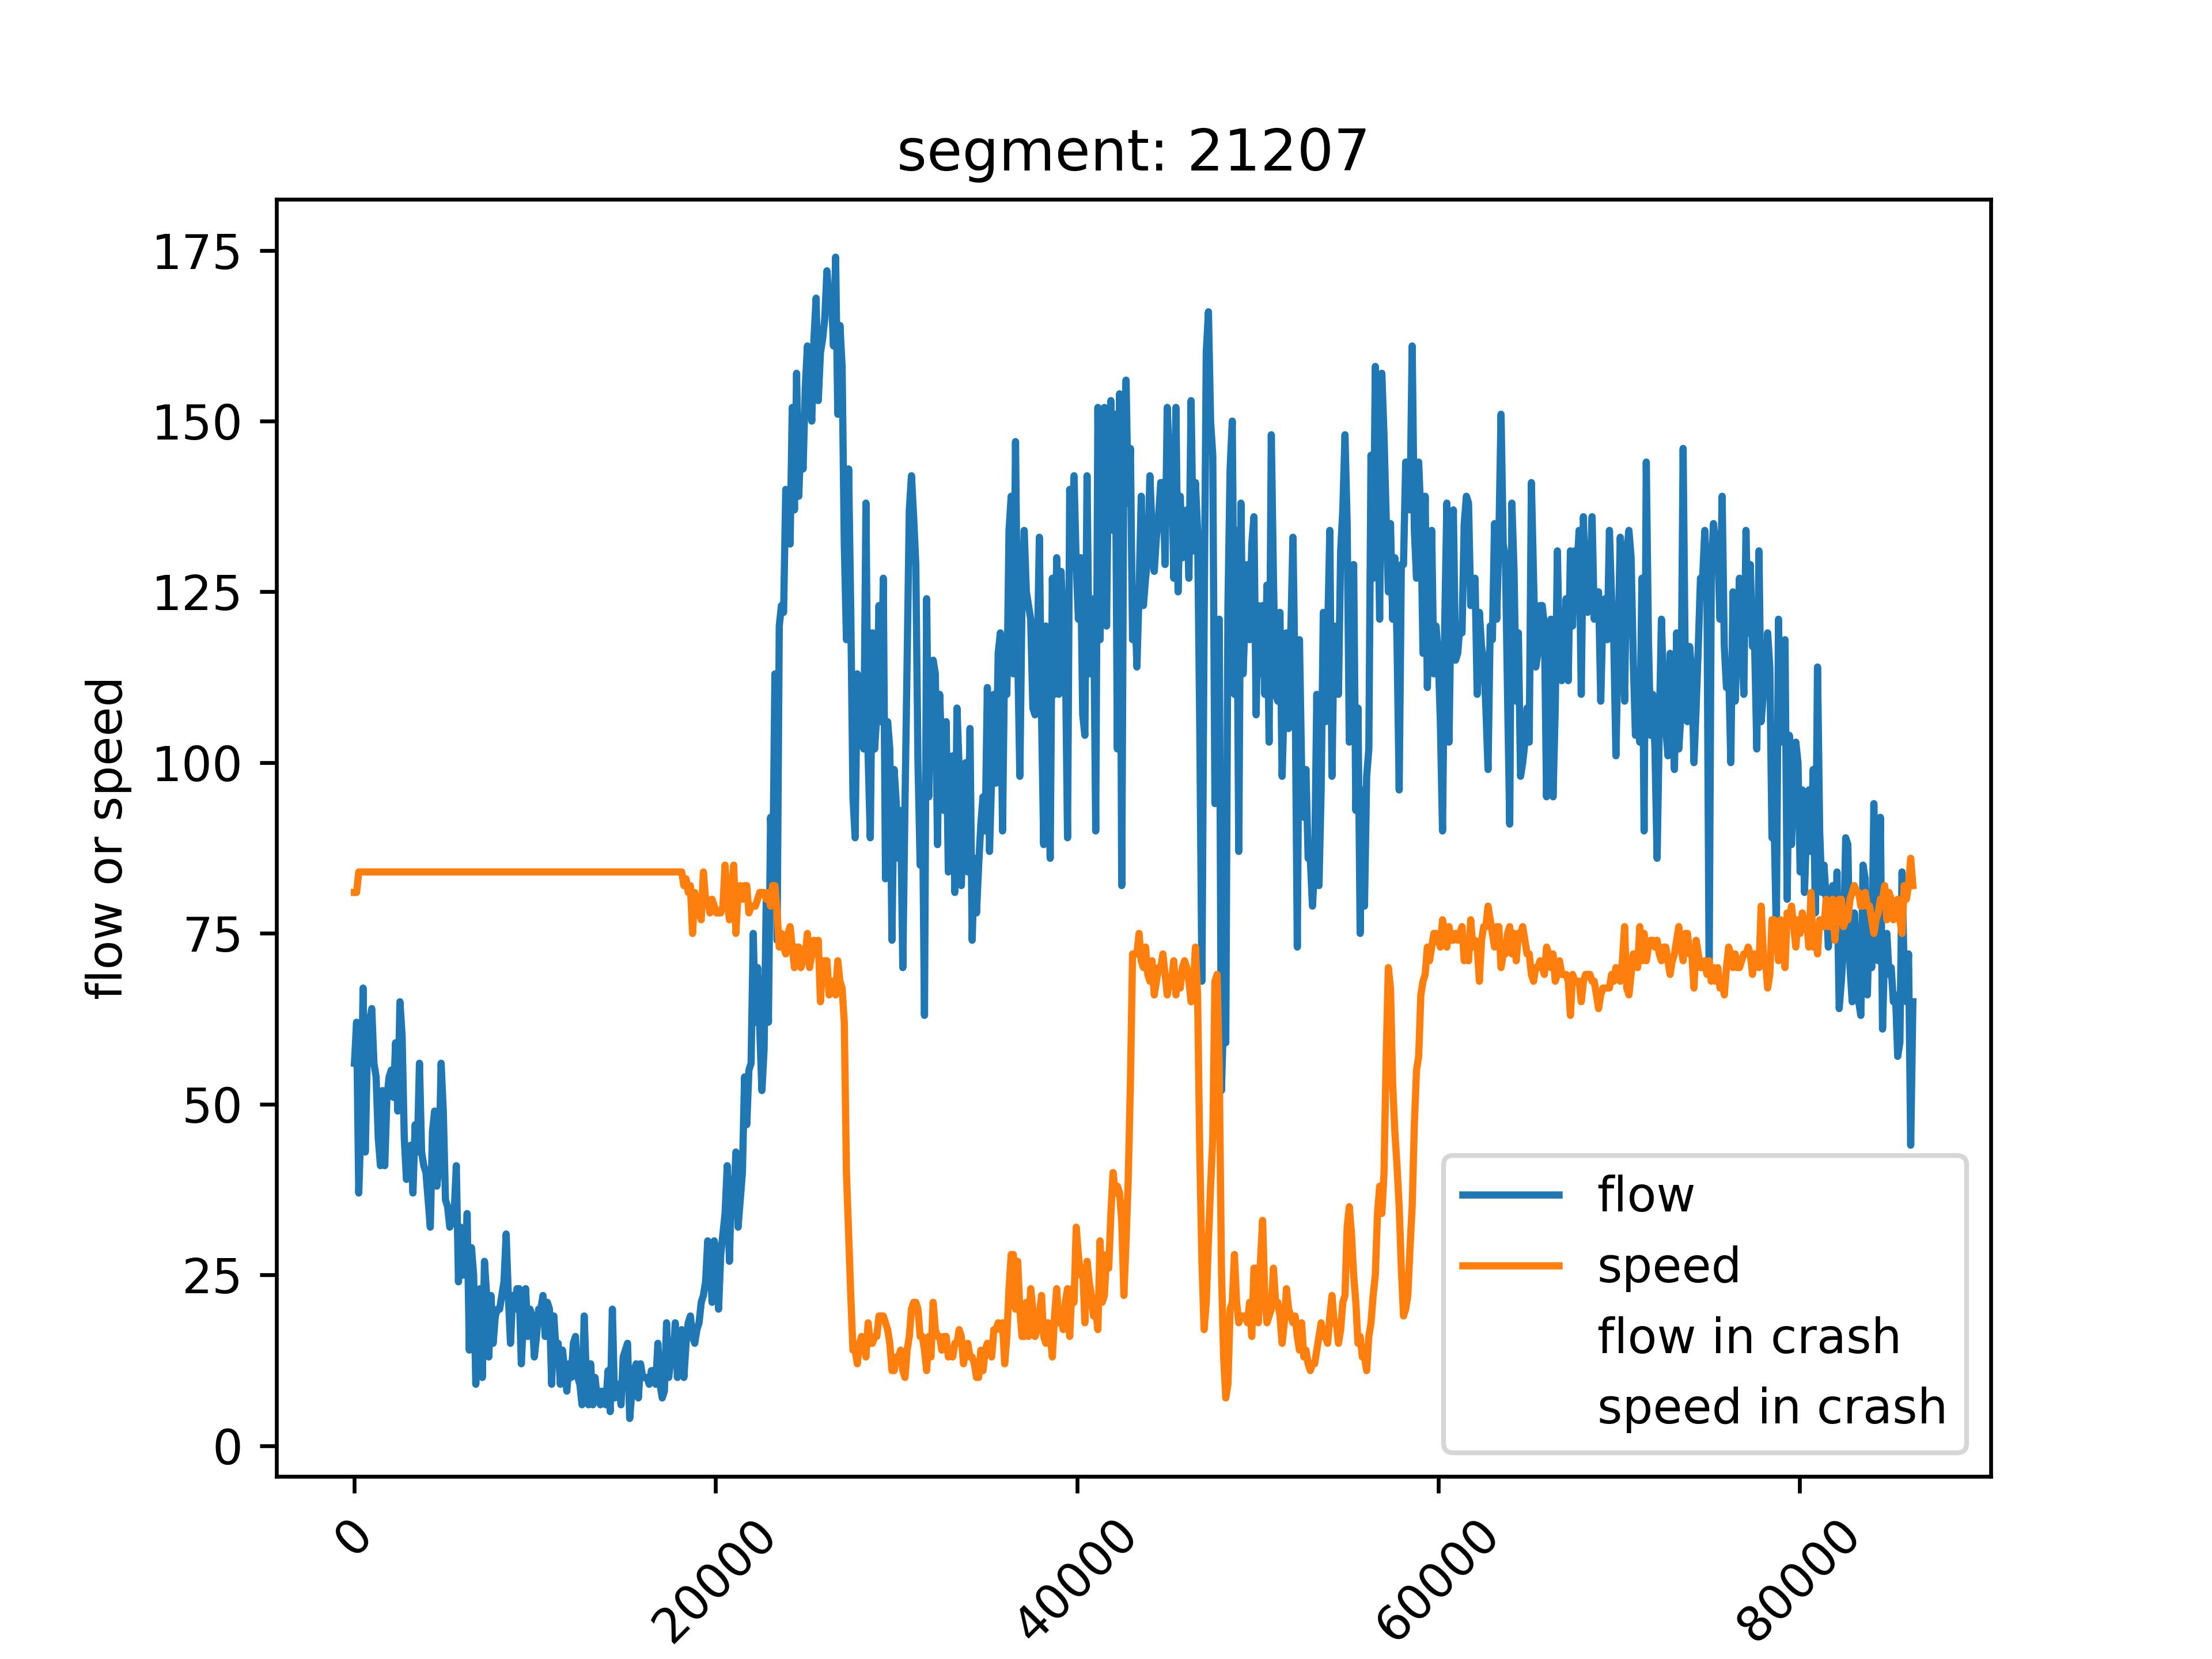 segment: 21207
flow or speed
175
150
125
100
75
50
25
0
0
20000
40000
60000
80000
flow
speed
flow in crash
speed in crash